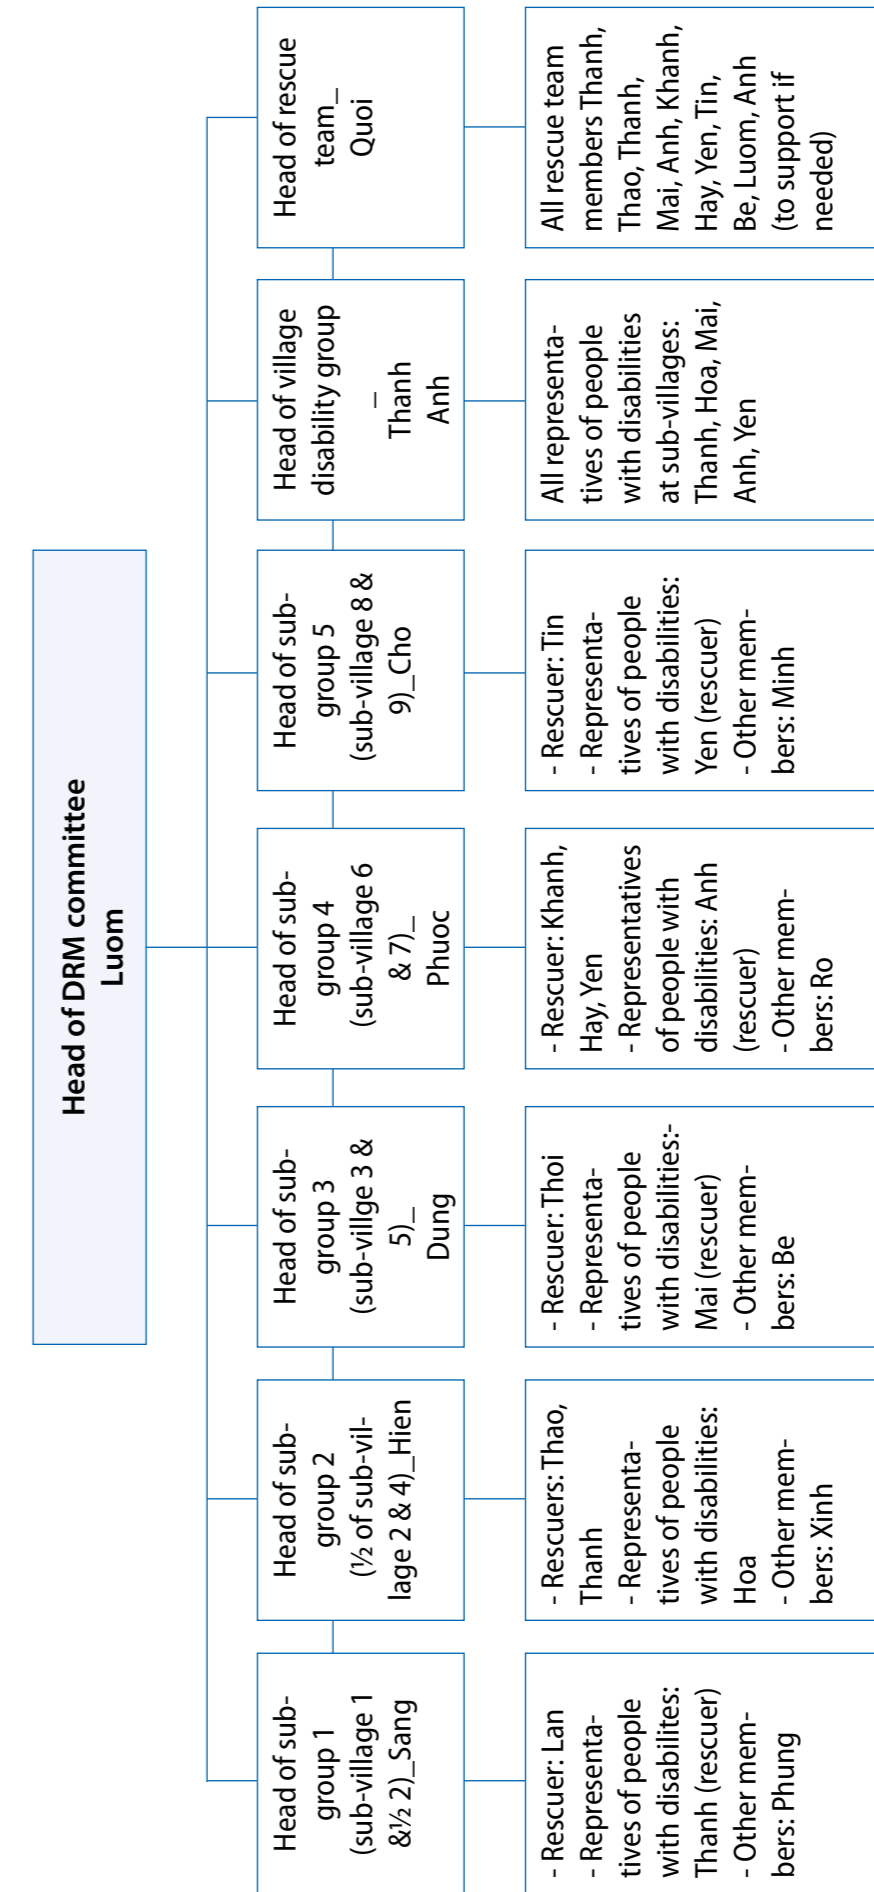 Head of DRM committee
Luom
Head of sub-
group 1
(sub-village 1
&½ 2)_Sang
Head of sub-
group 2
(½ of sub-vil-
lage 2 & 4)_Hien
Head of sub-
group 3
(sub-villge 3 &
5)_
Dung
Head of sub-
group 4
(sub-village 6
& 7)_
Phuoc
Head of sub-
group 5
(sub-village 8 &
9)_Cho
Head of village
disability group
_
Thanh
Anh
Head of rescue
team_
Quoi
- Rescuer: Lan
- Representa-
tives of people
with disabilites:
Thanh (rescuer)
- Other mem-
bers: Phung
- Rescuers: Thao,
Thanh
- Representa-
tives of people
with disabilities:
Hoa
- Other mem-
bers: Xinh
- Rescuer: Thoi
- Representa-
tives of people
with disabilities:-
Mai (rescuer)
- Other mem-
bers: Be
- Rescuer: Khanh,
Hay, Yen
- Representatives
of people with
disabilities: Anh
(rescuer)
- Other mem-
bers: Ro
- Rescuer: Tin
- Representa-
tives of people
with disabilities:
Yen (rescuer)
- Other mem-
bers: Minh
All representa-
tives of people
with disabilities
at sub-villages:
Thanh, Hoa, Mai,
Anh, Yen
All rescue team
members Thanh,
Thao, Thanh,
Mai, Anh, Khanh,
Hay, Yen, Tin,
Be, Luom, Anh
(to support if
needed)